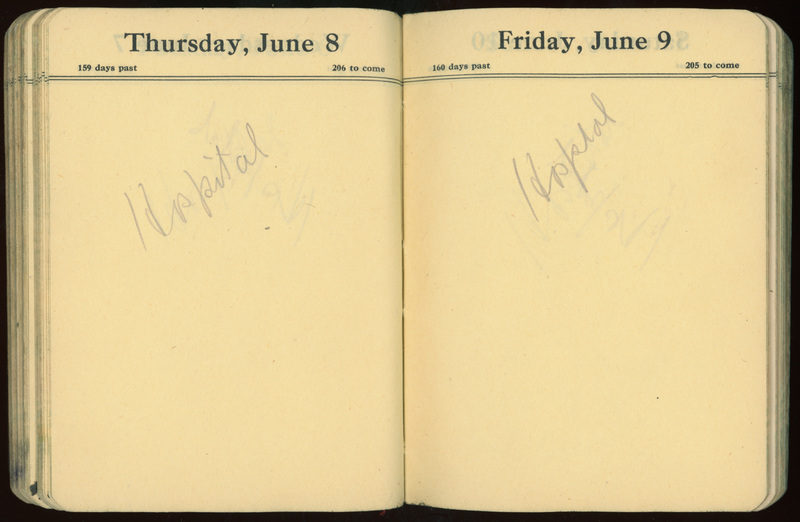 Thursday, June 8
159 days past 206 to come
Hospital
Friday, June 9
160 days past 205 to come
Hosptal